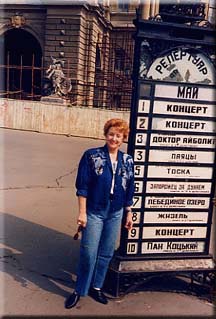 РЕПЕРТУАР
МАЙ
1 КОНЦЕРТ
2 КОНЦЕРТ
3 ДОКТОР АЙБОЛИТ
3 ПАЯЦЫ
5 ТОСКА
6 ЗАПОРОЖЕЦ ЗА ДУНАЕМ
7 ЛЕБЕДИНОЕ ОЗЕРО
8 ЖИЗЕЛЬ
9 КОНЦЕРТ
10 ПАН КОЦЬКИЙ